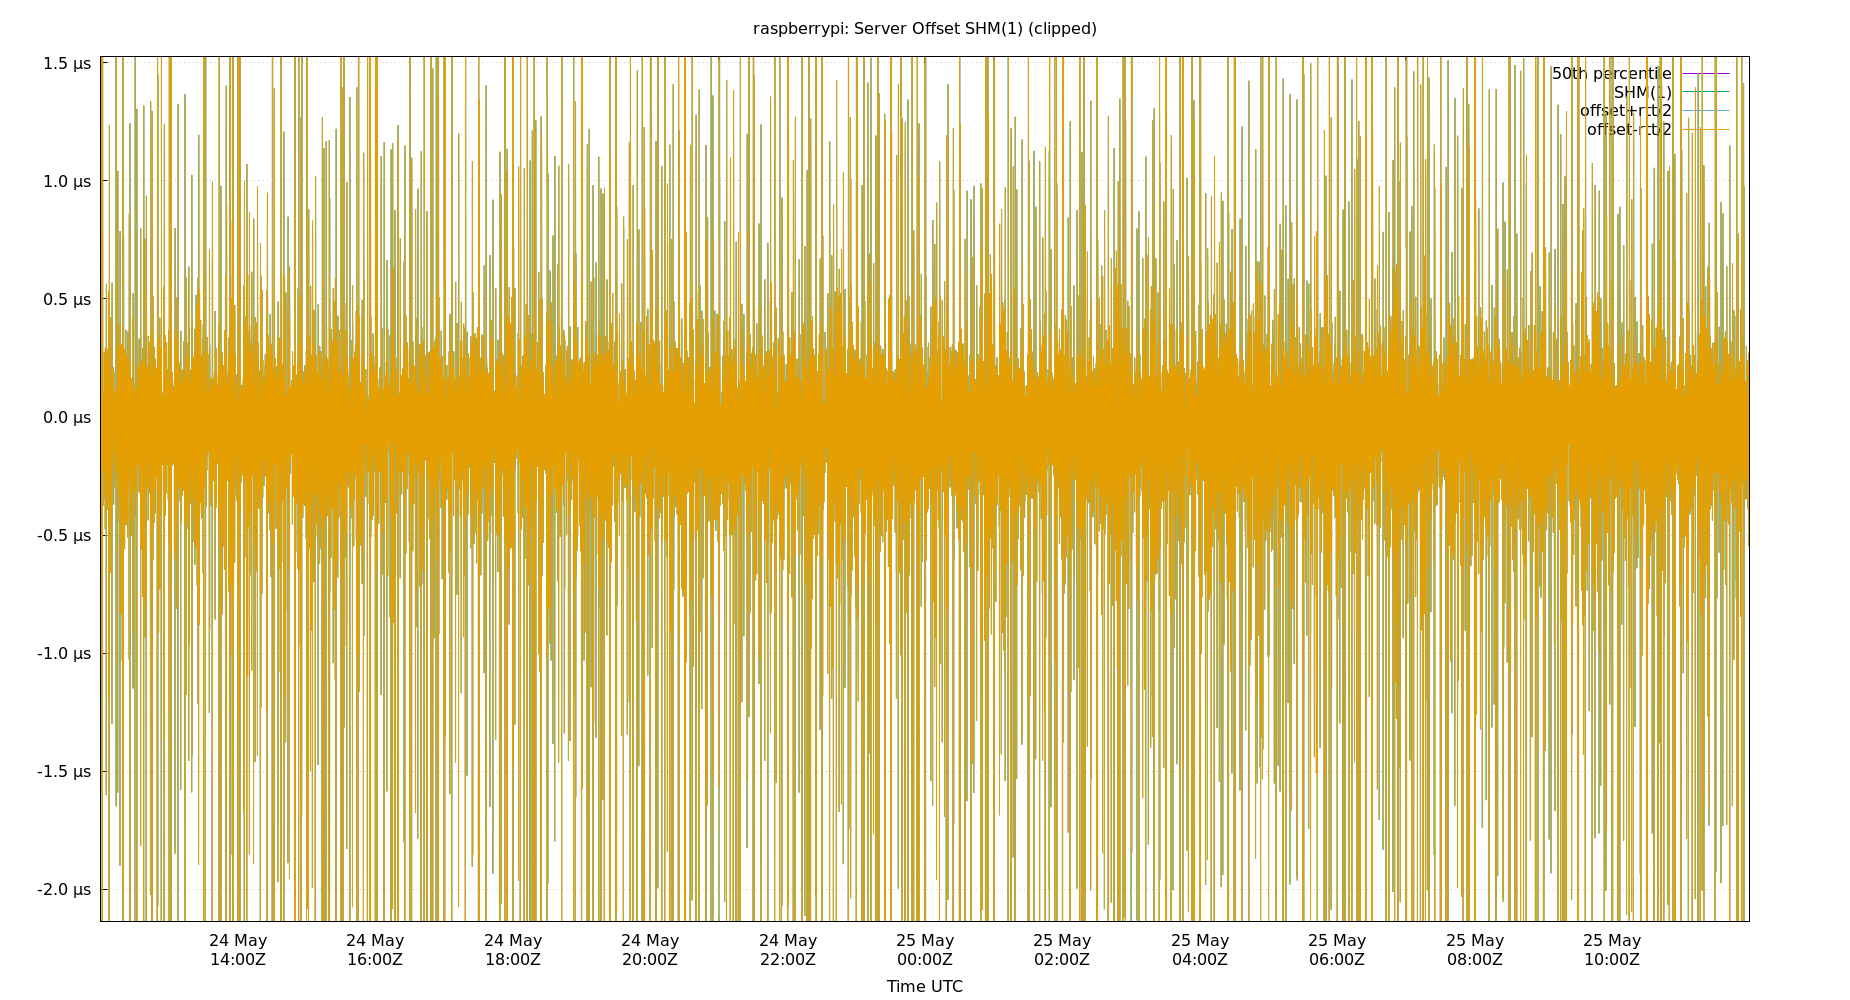 raspberrypi: Server Offset SHM(1) (clipped)
1.5 µs
1.0 µs
0.5 µs
0.0 µs
-0.5 µs
-1.0 µs
-1.5 µs
-2.0 µs
50th percentile
SHM(1)
offset+rtt/2
offset-rtt/2
24 May 24 May 24 May 24 May 24 May 25 May 25 May 25 May 25 May 25 May 25 May
14:00Z 16:00Z 18:00Z 20:00Z 22:00Z 00:00Z 02:00Z 04:00Z 06:00Z 08:00Z 10:00Z
Time UTC